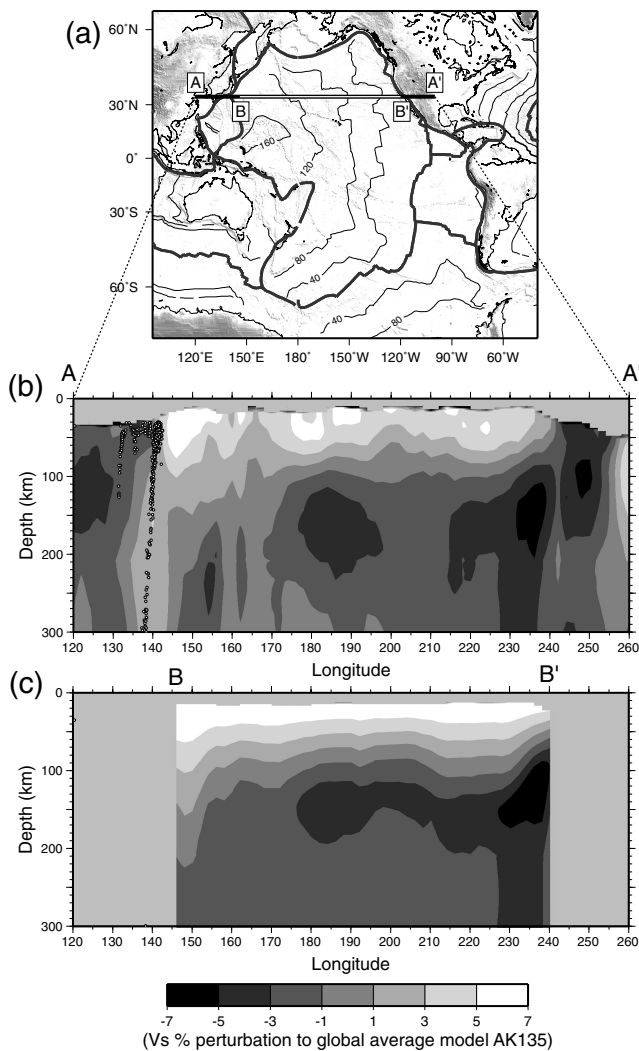 (a)
60˚N
30˚N
0˚
30˚S
60˚S
A
A'
B
B'
160
120
80
40
40
80
120˚E
150˚E
180˚
150˚W
120˚W
90˚W
60˚W
(b)
A
A'
0
100
200
300
Depth (km)
120 130 140 150 160 170 180 190 200 210 220 230 240 250 260
Longitude
(c)
B
B'
0
100
200
300
Depth (km)
120 130 140 150 160 170 180 190 200 210 220 230 240 250 260
Longitude
-7 -5 -3 -1 1 3 5 7
(Vs % perturbation to global average model AK135)